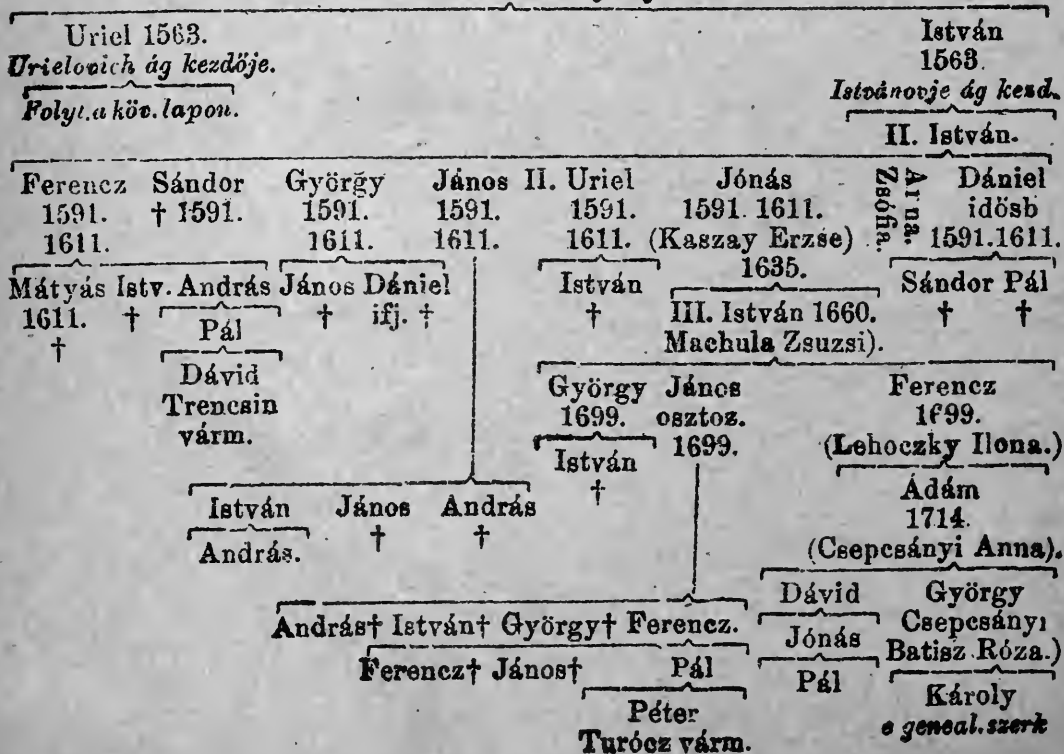 Uriel 1563. István
Urielovich ág kezdője. 1563.
Folyt. a köv. lapon. Istvánovje ág kezd.
II. István.
Ferencz Sándor György János II. Uriel Jónás Zsófia. Anna. Dániel
1591. † 1591. 1591. 1591. 1591. 1591. 1611. idősb
1611. 1611. 1611. 1611. (Kaszay Erzse) 1591. 1611.
1635.
Mátyás Istv. András János Dániel István Sándor Pál
1611. † † ifj. † † † †
† Pál III. István 1660.
Machula Zsuzsi).
Dávid
Trencsin
várm.
György János Ferencz
1699. osztoz. 1699.
István 1699. (Lehoczky Ilona.)
†
István János András Ádám
† † 1714.
András. (Csepcsányi Anna).
Dávid György
András† István† György† Ferencz. Csepcsányi
Jónás Batisz Róza.)
Ferencz† János† Pál Pál
Károly
Péter e geneal. szerk
Turócz várm.